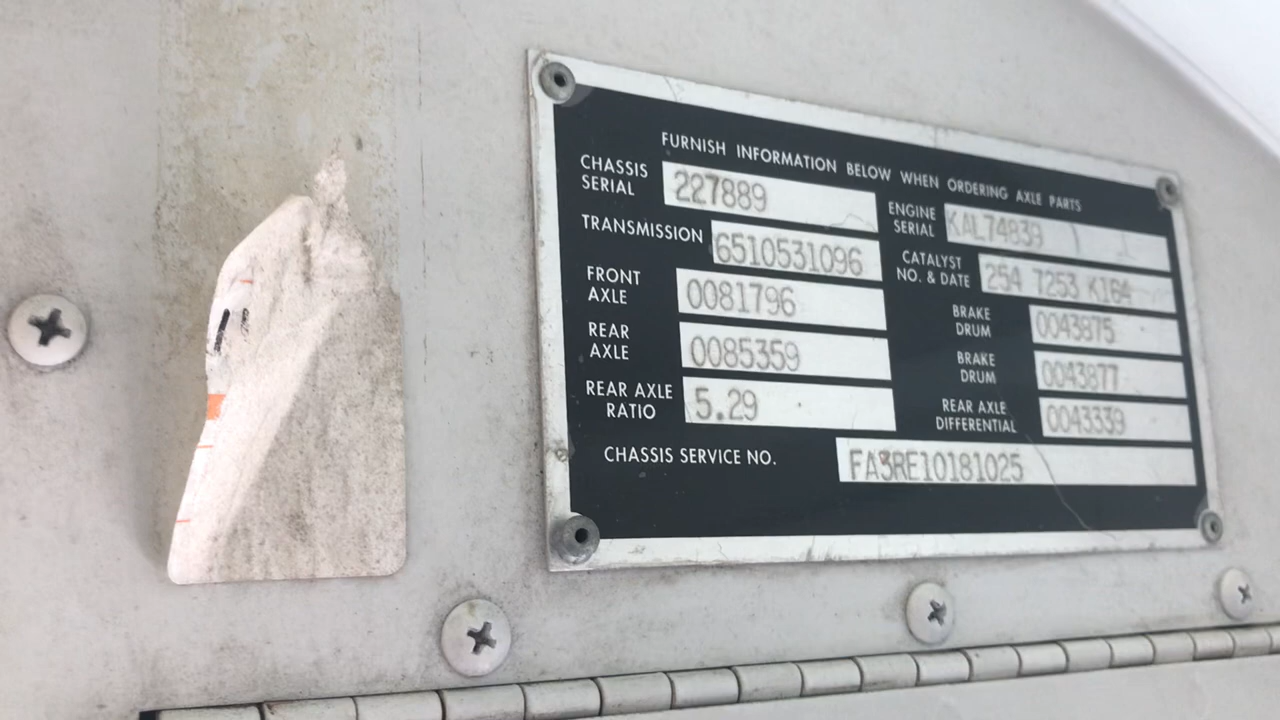 FURNISH INFORMATION BELOW WHEN ORDERING AXLE PARTS
CHASSIS SERIAL 227889
TRANSMISSION 6510531096
FRONT AXLE 0081796
REAR AXLE 0085359
REAR AXLE RATIO 5.29
ENGINE SERIAL KAL74839
CATALYST NO. & DATE 254 7253 K164
BRAKE DRUM 0043875
BRAKE DRUM 0043877
REAR AXLE DIFFERENTIAL 0043339
CHASSIS SERVICE NO. FA3RE10181025